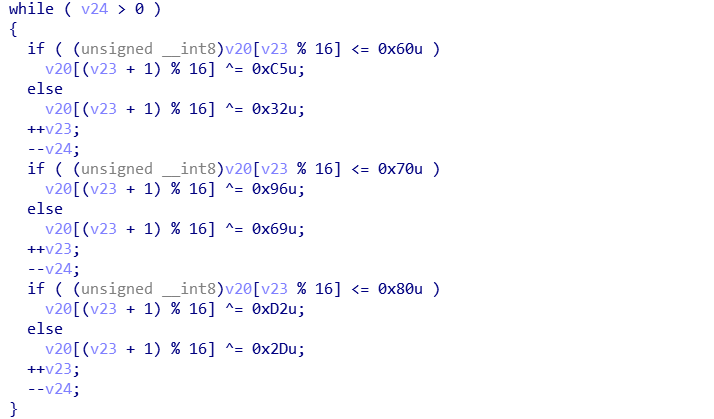 while ( v24 > 0 )
{
  if ( (unsigned __int8)v20[v23 % 16] <= 0x60u )
    v20[(v23 + 1) % 16] ^= 0xC5u;
  else
    v20[(v23 + 1) % 16] ^= 0x32u;
  ++v23;
  --v24;
  if ( (unsigned __int8)v20[v23 % 16] <= 0x70u )
    v20[(v23 + 1) % 16] ^= 0x96u;
  else
    v20[(v23 + 1) % 16] ^= 0x69u;
  ++v23;
  --v24;
  if ( (unsigned __int8)v20[v23 % 16] <= 0x80u )
    v20[(v23 + 1) % 16] ^= 0xD2u;
  else
    v20[(v23 + 1) % 16] ^= 0x2Du;
  ++v23;
  --v24;
}